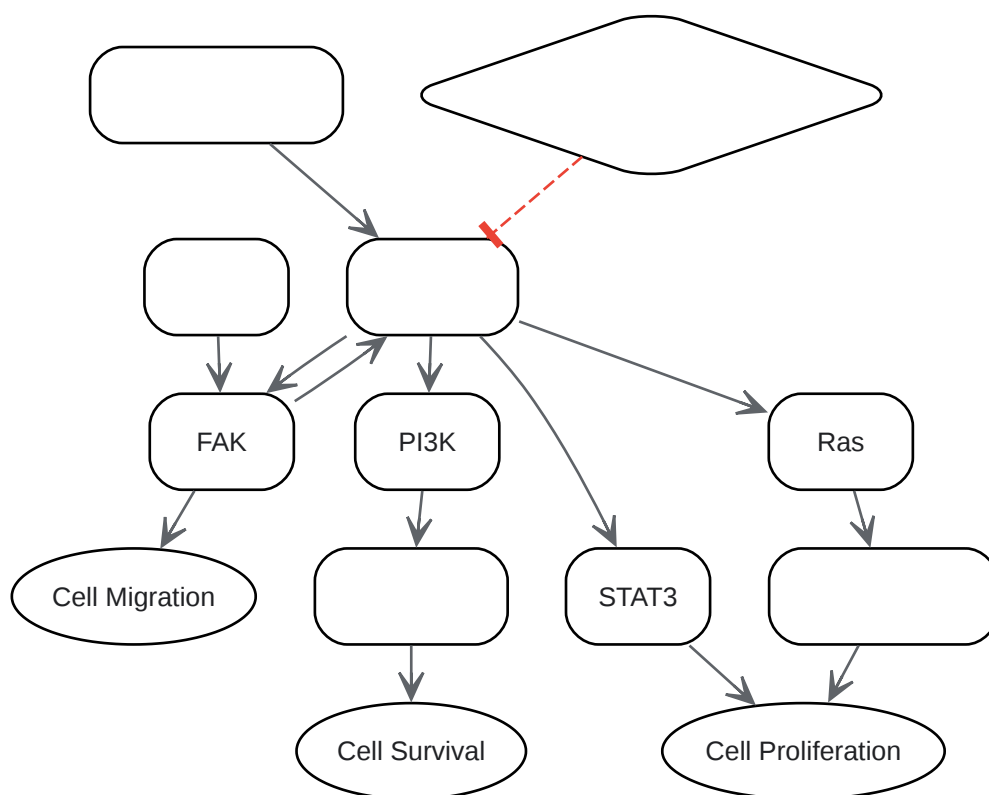 FAK
PI3K
Ras
Cell Migration
STAT3
Cell Survival
Cell Proliferation